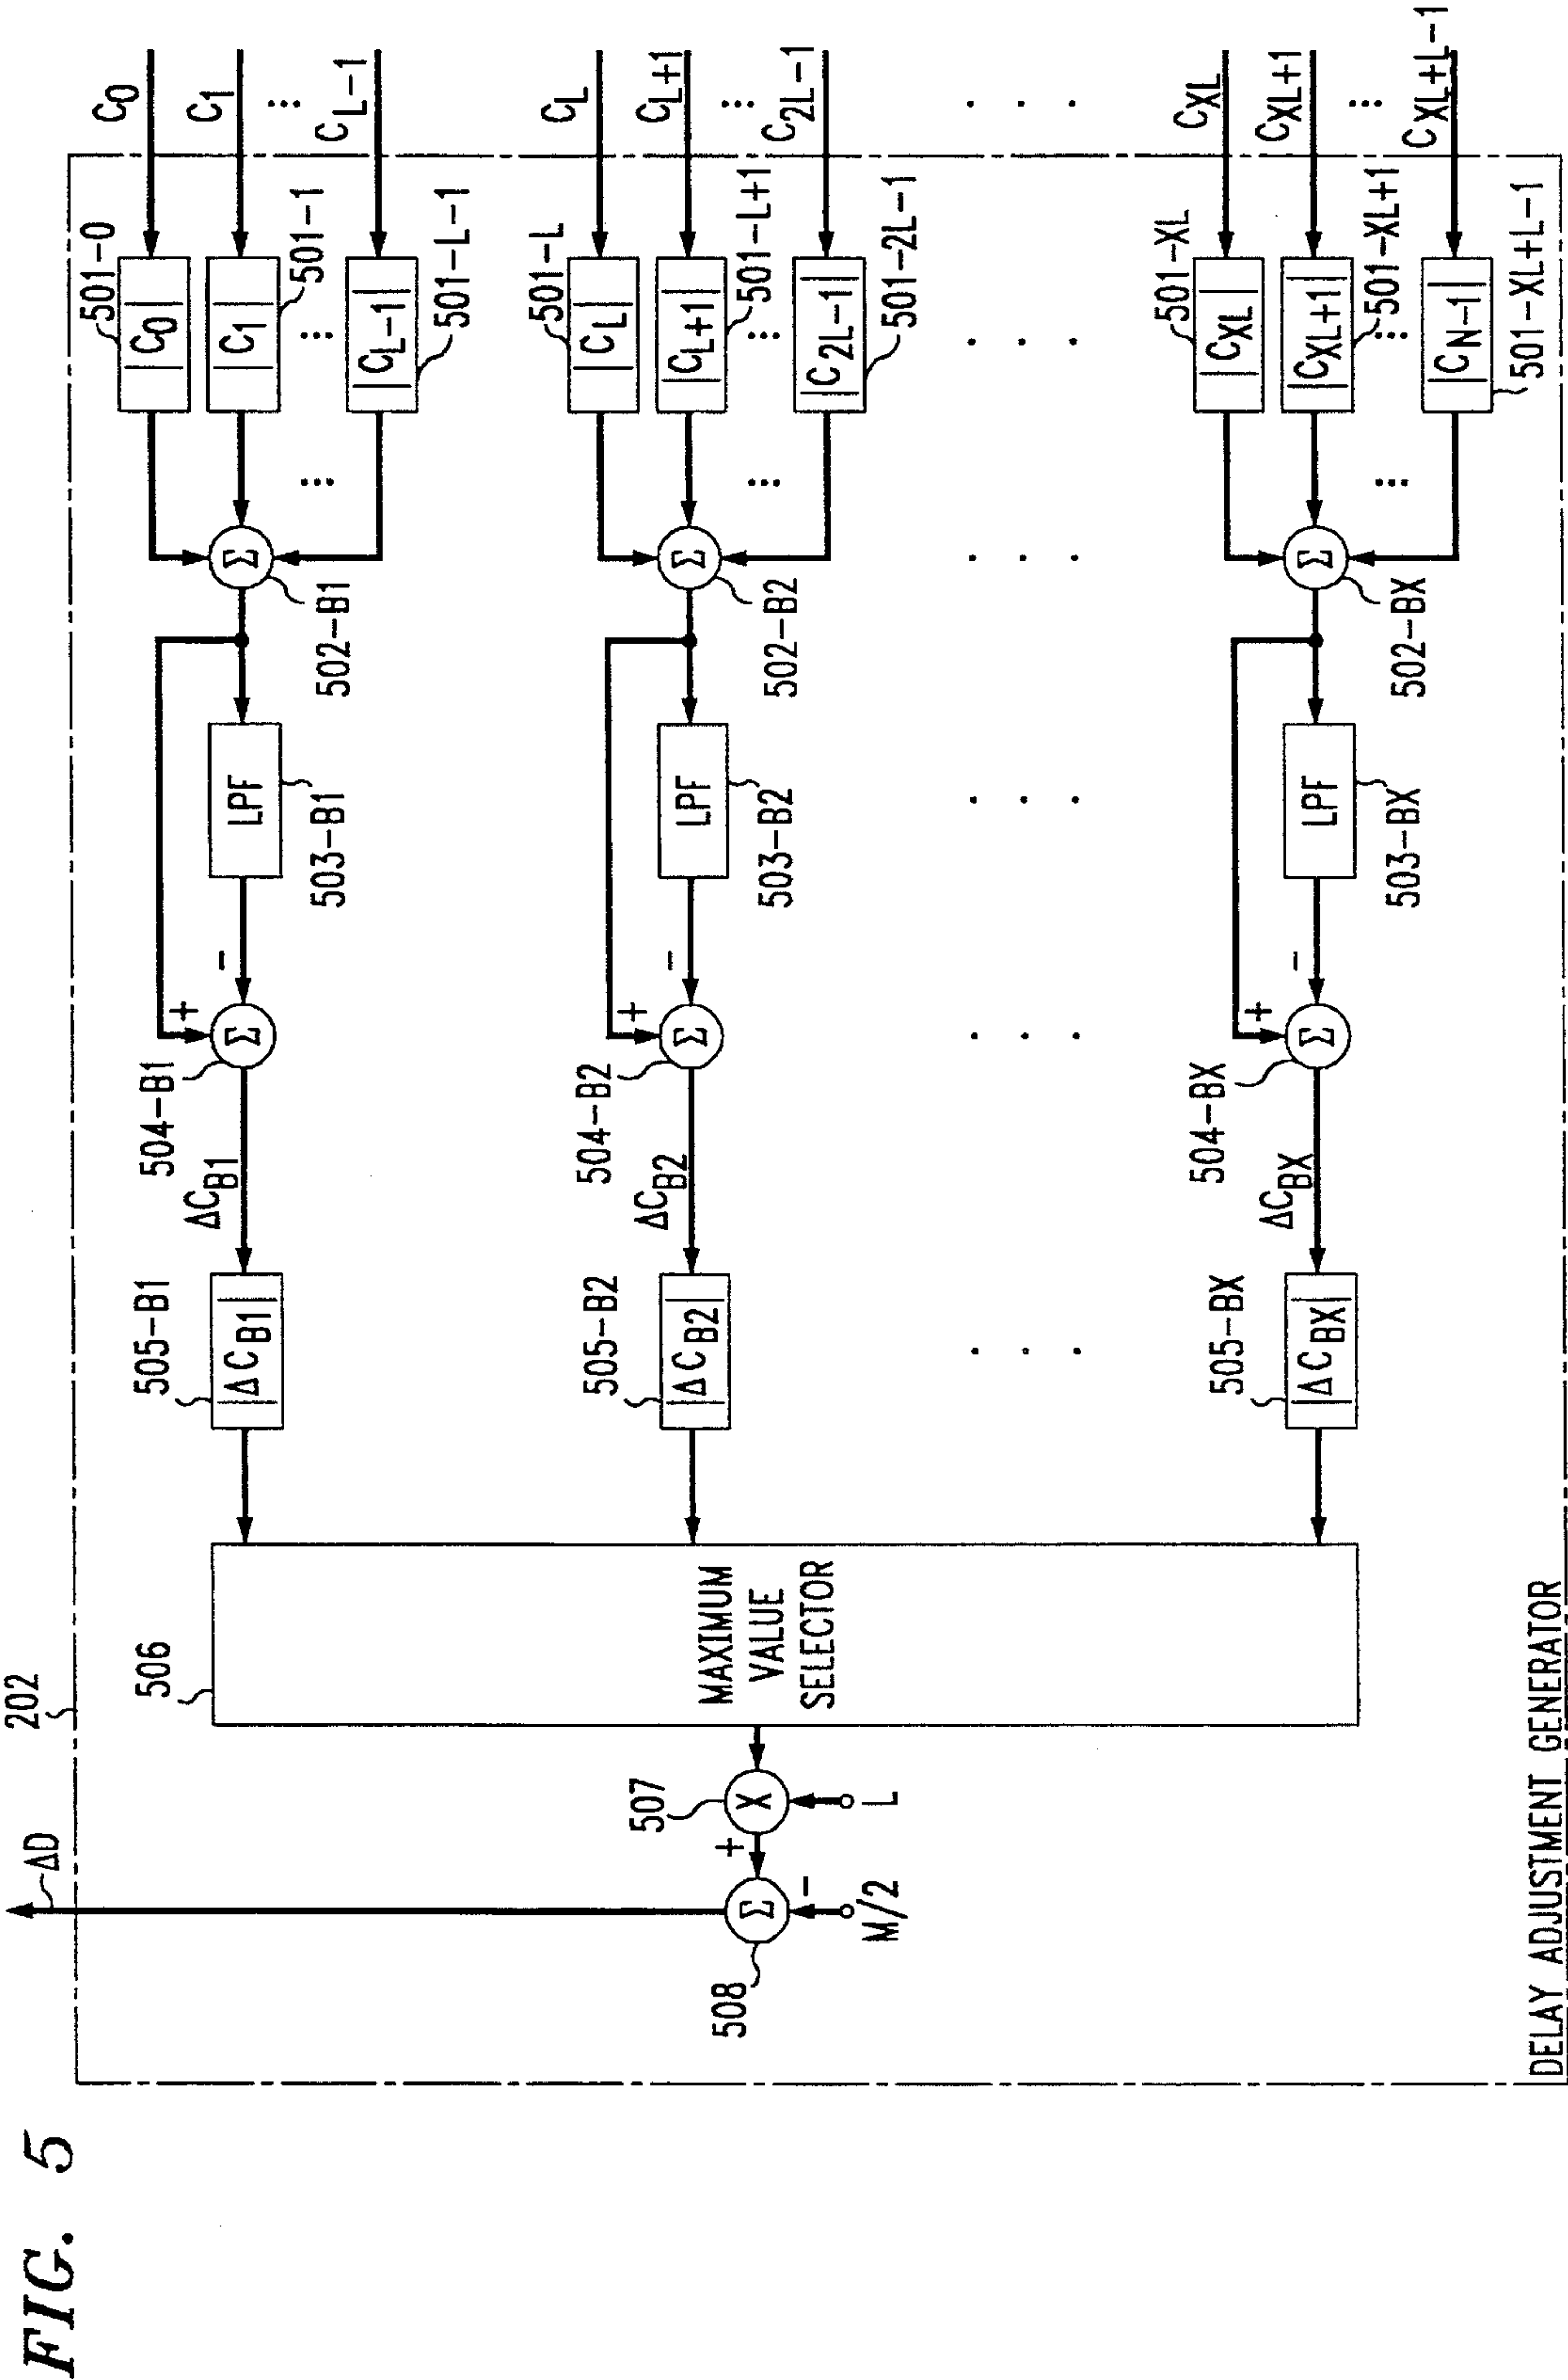 FIG. 5
202
ΔD
C0
C1
CL-1
CL
CL+1
C2L-1
CXL
CXL+1
CXL+L-1
501-0
|C0|
501-1
|C1|
501-L-1
|CL-1|
501-L
|CL|
501-L+1
|CL+1|
501-2L-1
|C2L-1|
501-XL
|CXL|
501-XL+1
|CXL+1|
501-XL+L-1
|CN-1|
Σ
502-B1
Σ
502-B2
Σ
502-BX
LPF
503-B1
LPF
503-B2
LPF
503-BX
+
-
Σ
504-B1
+
-
Σ
504-B2
+
-
Σ
504-BX
ΔCB1
ΔCB2
ΔCBX
505-B1
|ΔCB1|
505-B2
|ΔCB2|
505-BX
|ΔCBX|
506
MAXIMUM
VALUE
SELECTOR
507
X
L
+
-
Σ
M/2
508
DELAY ADJUSTMENT GENERATOR